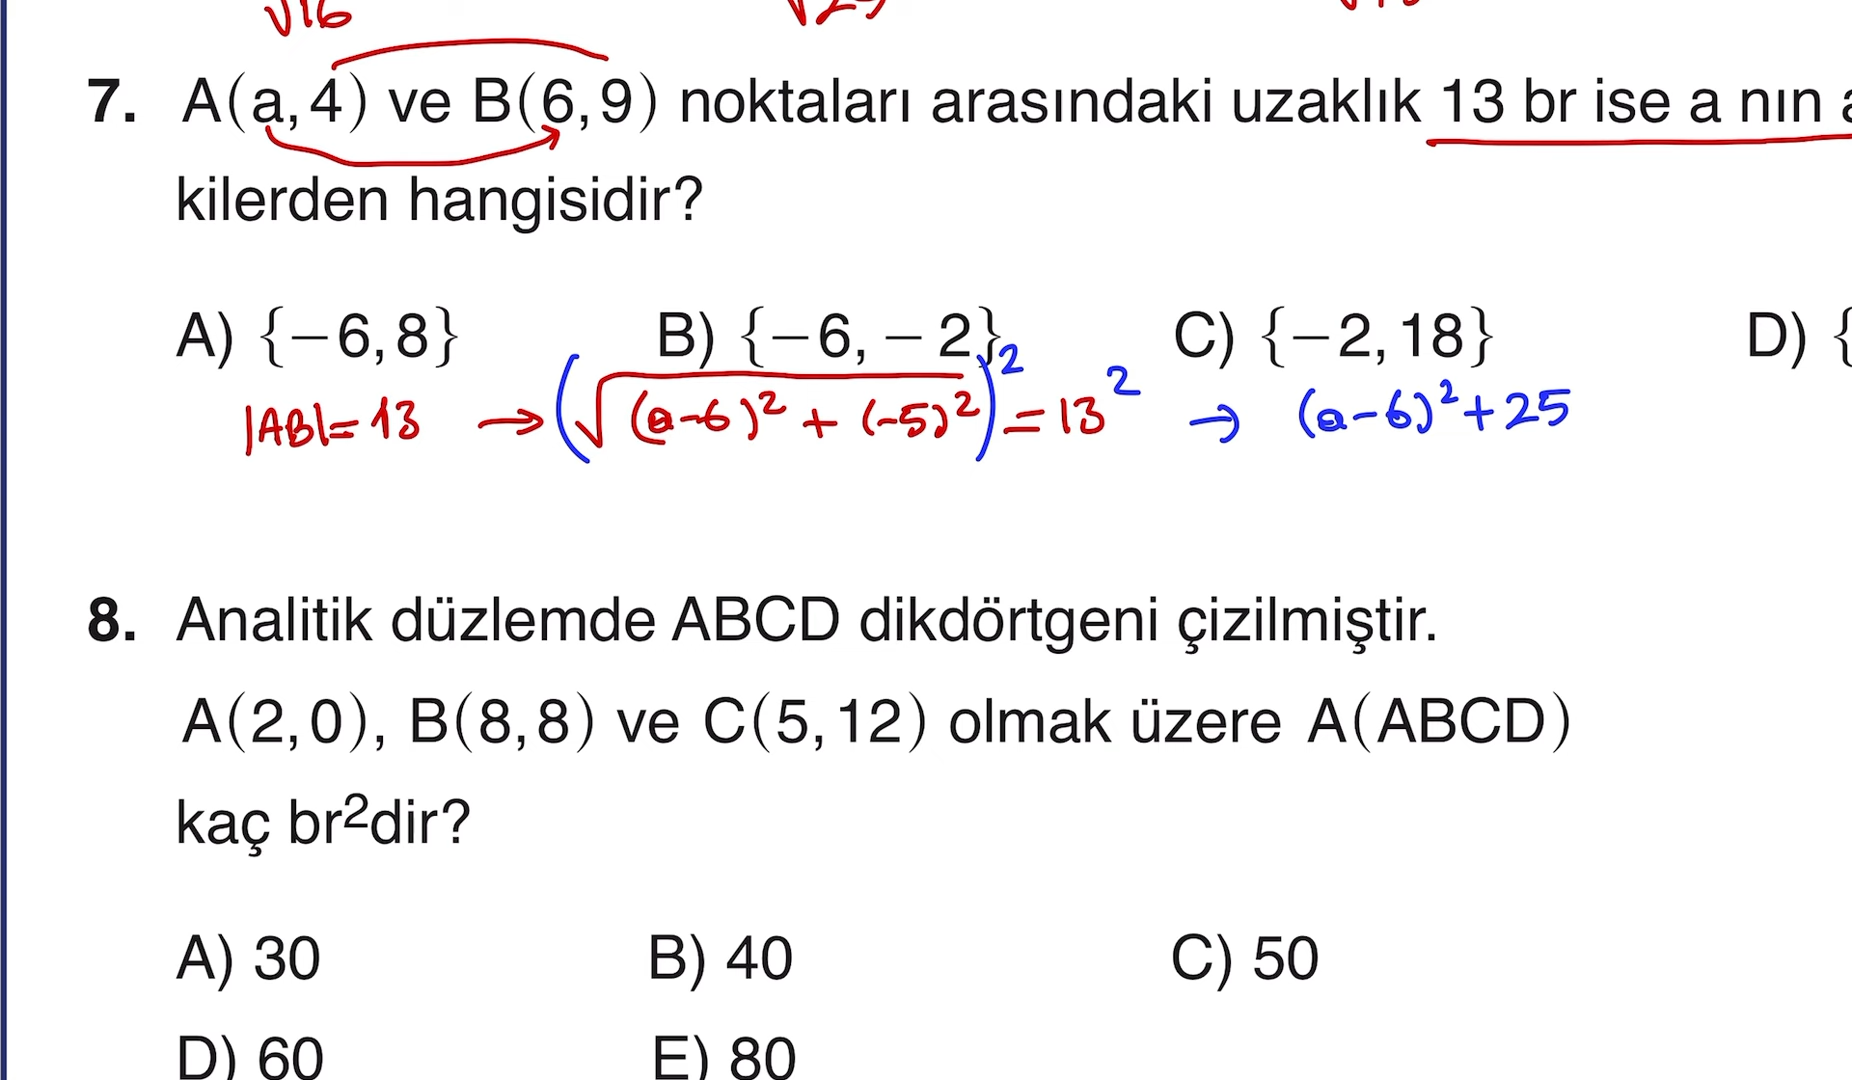 √16
7. A(a,4) ve B(6,9) noktaları arasındaki uzaklık 13 br ise a nın
kilerden hangisidir?
A) {−6,8} B) {−6,−2} C) {−2,18} D) {
|AB|=13 → (√(a-6)² + (-5)²)² = 13² → (a-6)²+25
8. Analitik düzlemde ABCD dikdörtgeni çizilmiştir.
A(2,0), B(8,8) ve C(5,12) olmak üzere A(ABCD)
kaç br²dir?
A) 30 B) 40 C) 50
D) 60 E) 80